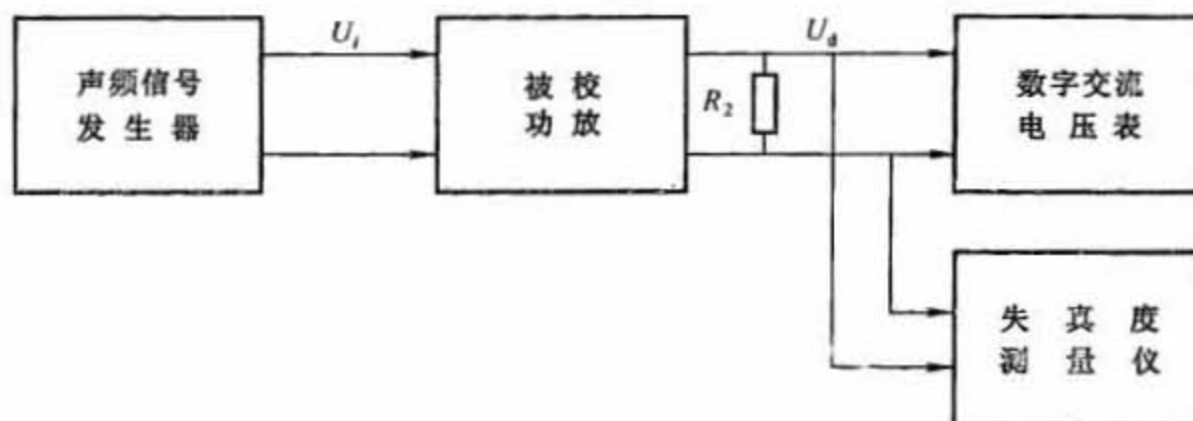 声频信号
发生器
U_i
被校
功放
R_2
U_d
数字交流
电压表
失真度
测量仪